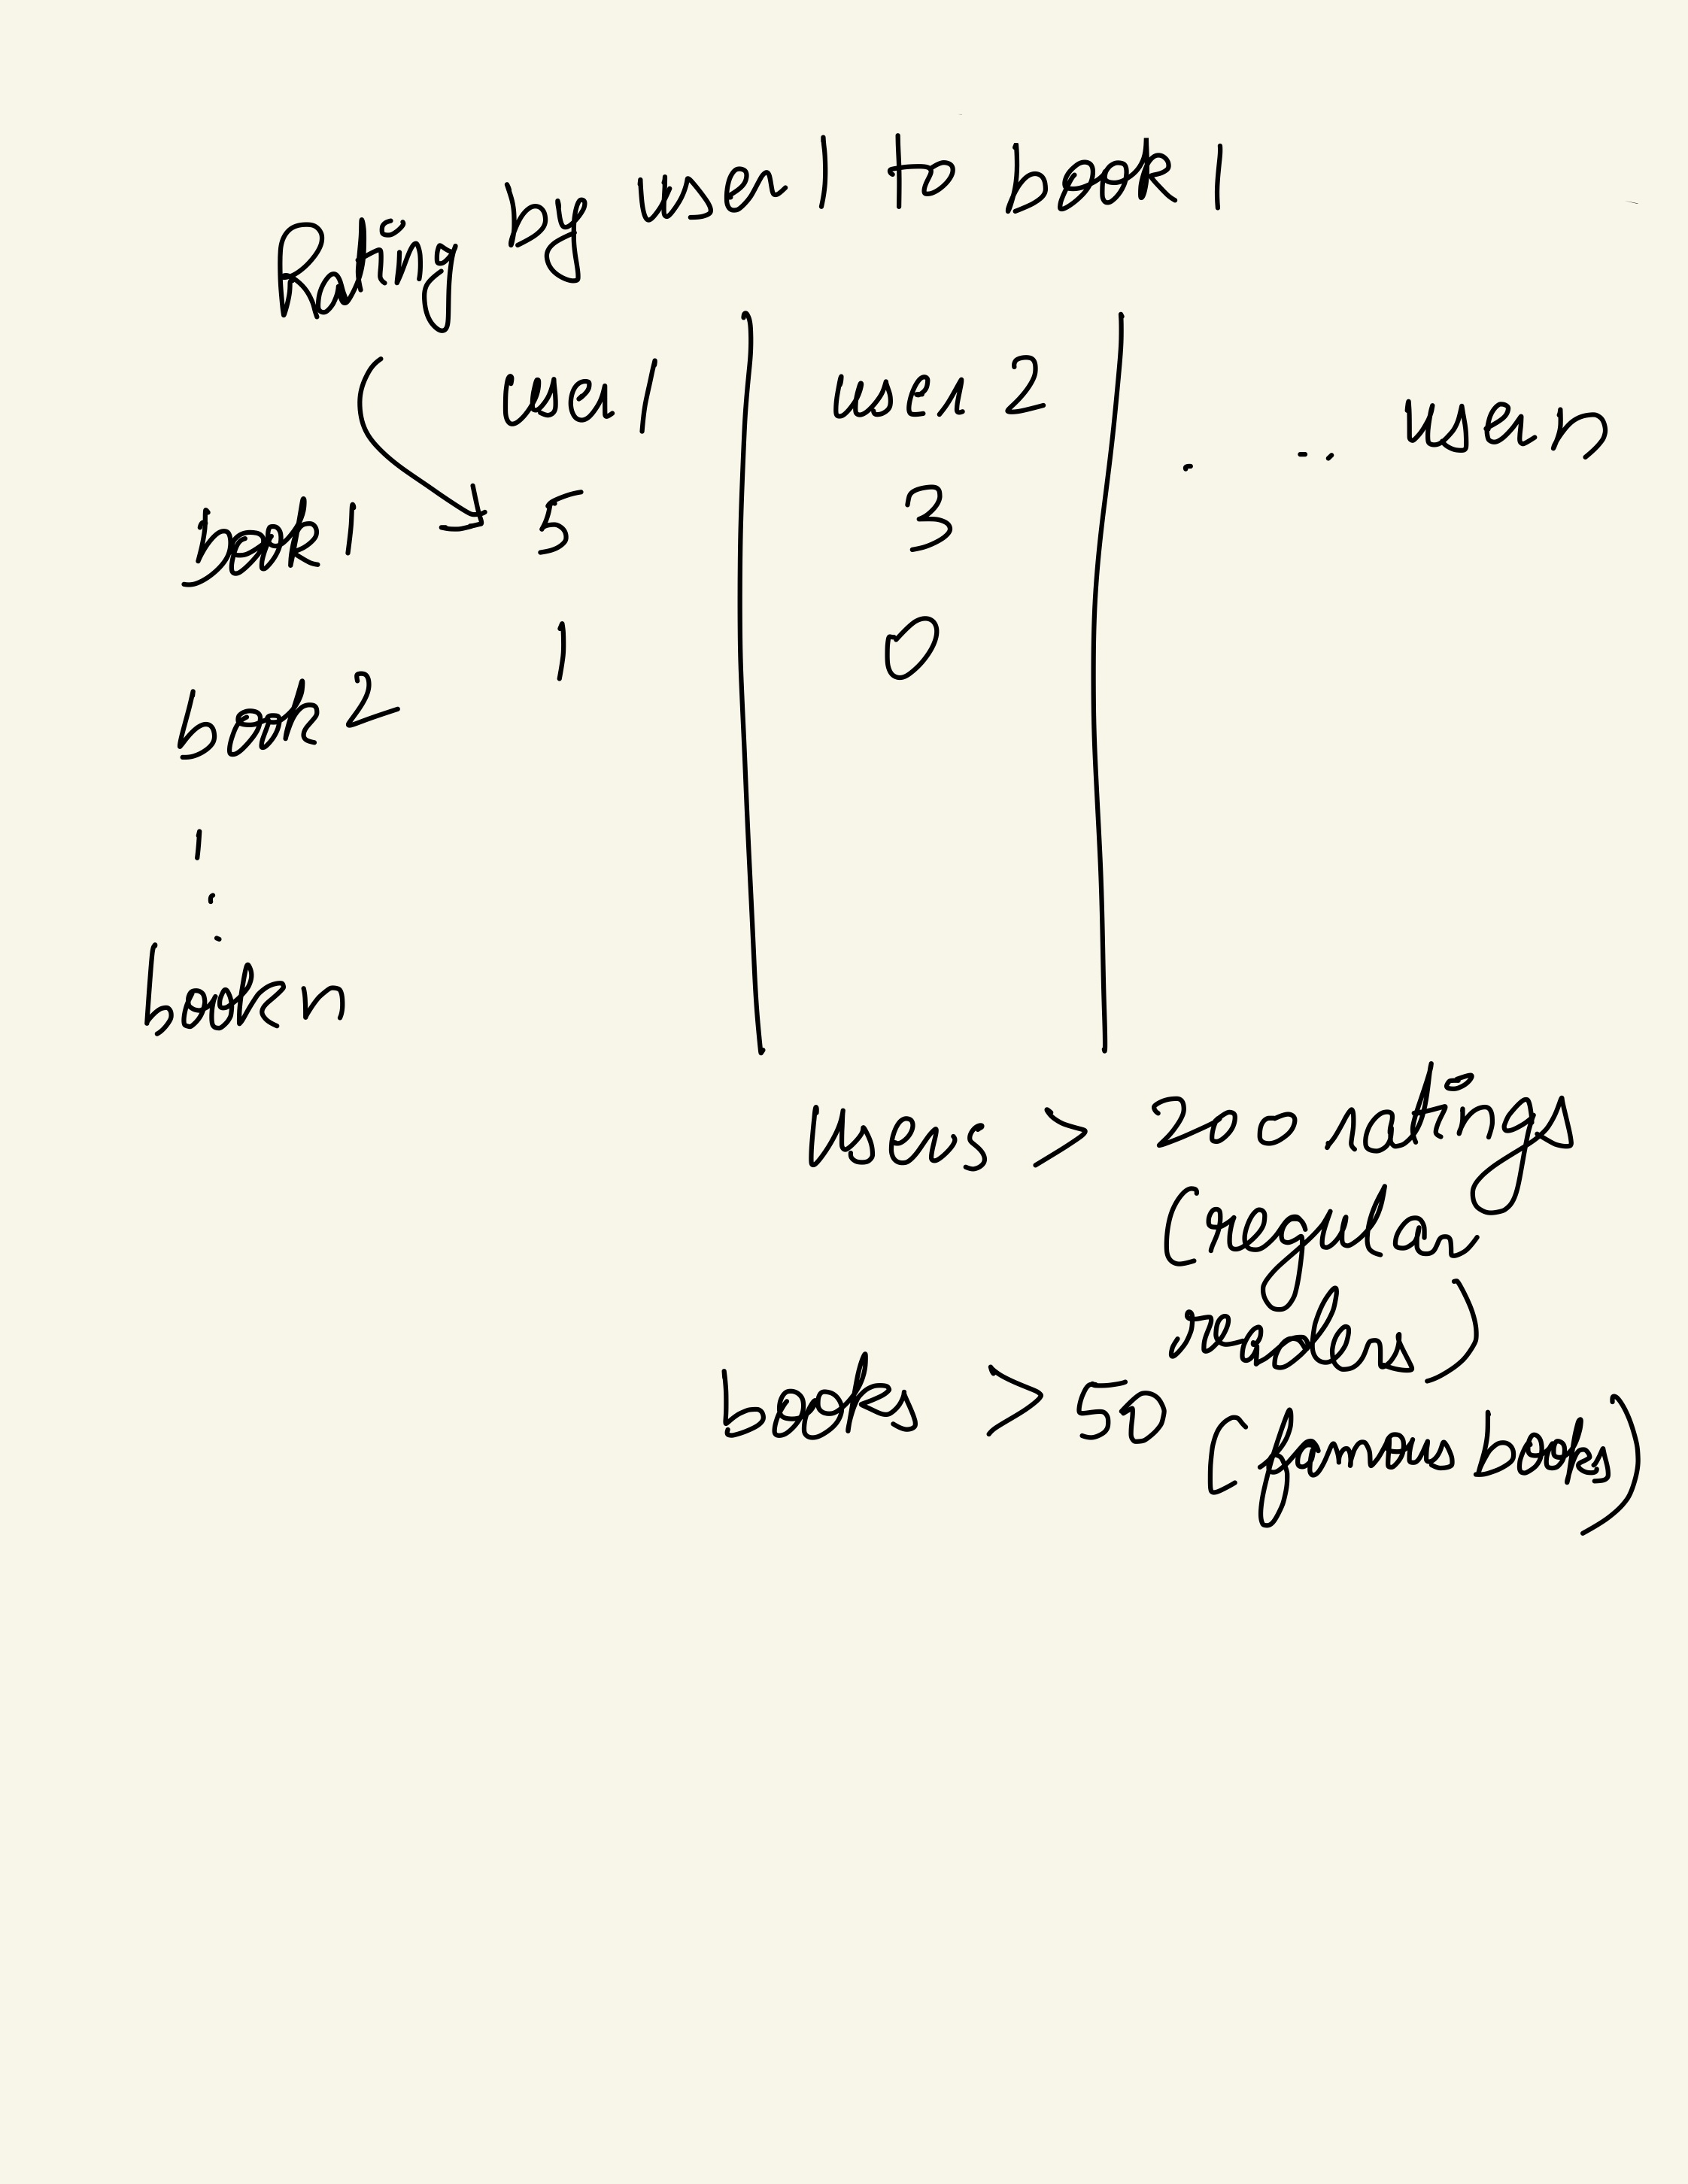 Rating by user 1 to book 1
user 1 user 2 . .. user n
book 1 5 3
1 0
book 2
book n
users > 200 ratings
(regular
readers)
books > 50
(famous books)